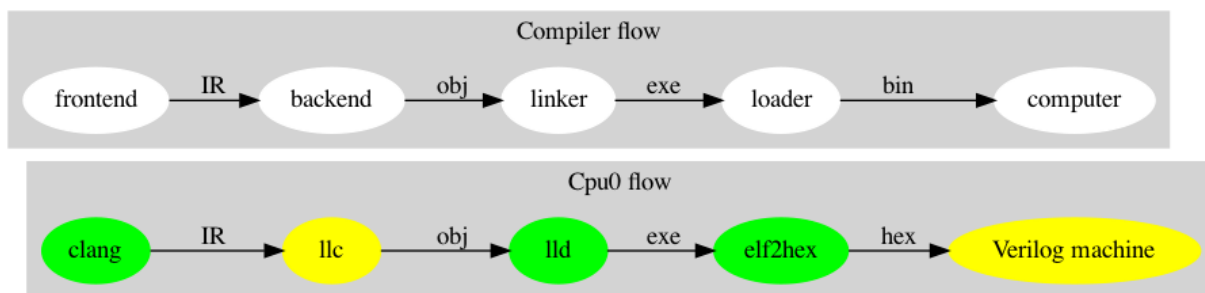 Compiler flow
frontend IR backend obj linker exe loader bin computer
Cpu0 flow
clang IR llc obj lld exe elf2hex hex Verilog machine